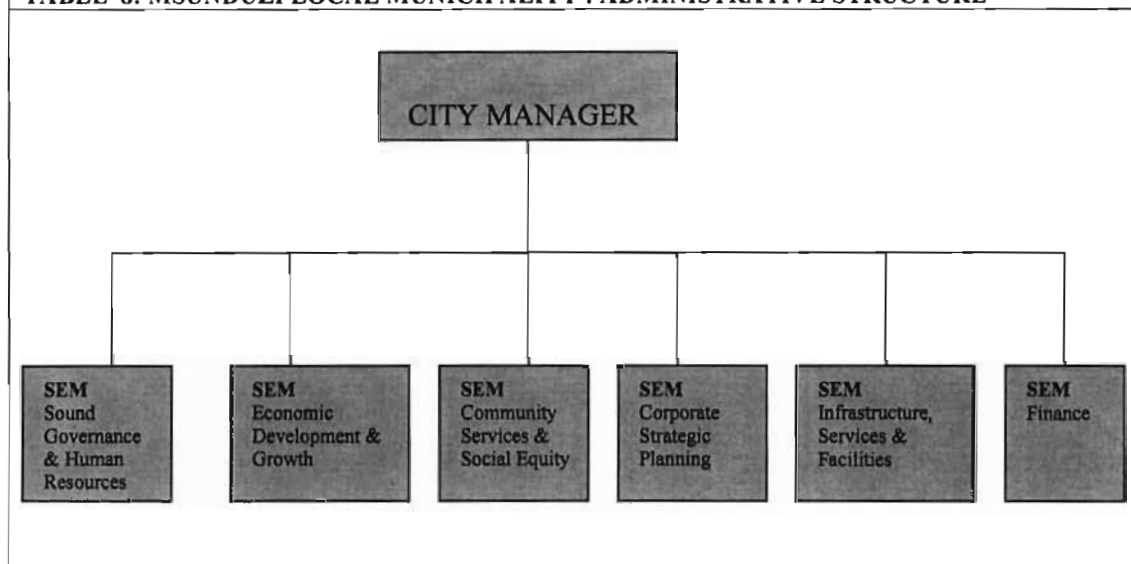 CITY MANAGER
SEM
Sound
Governance
& Human
Resources
SEM
Economic
Development &
Growth
SEM
Community
Services &
Social Equity
SEM
Corporate
Strategic
Planning
SEM
Infrastructure,
Services &
Facilities
SEM
Finance